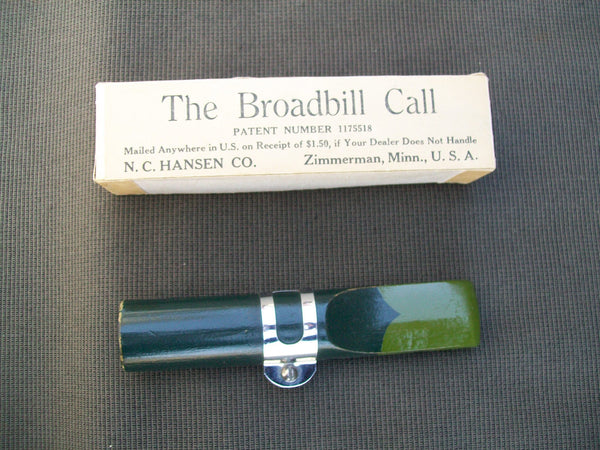 The Broadbill Call
PATENT NUMBER 1175518
Mailed Anywhere in U.S. on Receipt of $1.50, if Your Dealer Does Not Handle
N. C. HANSEN CO. Zimmerman, Minn., U. S. A.